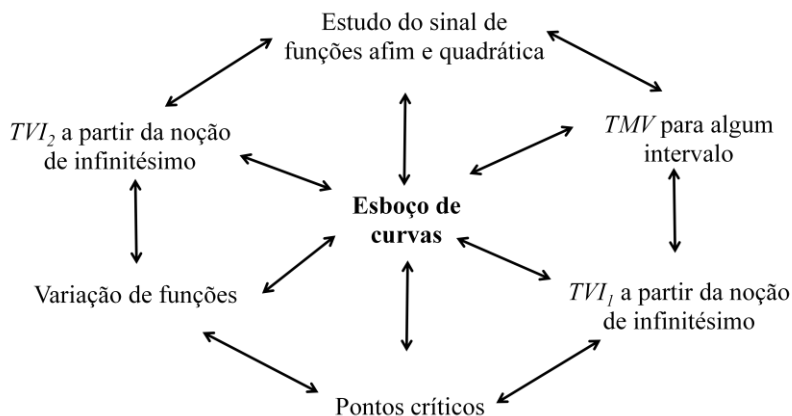 Estudo do sinal de
funções afim e quadrática
TVI₂ a partir da noção
de infinitésimo
TMV para algum
intervalo
Esboço de
curvas
Variação de funções
TVI₁ a partir da noção
de infinitésimo
Pontos críticos